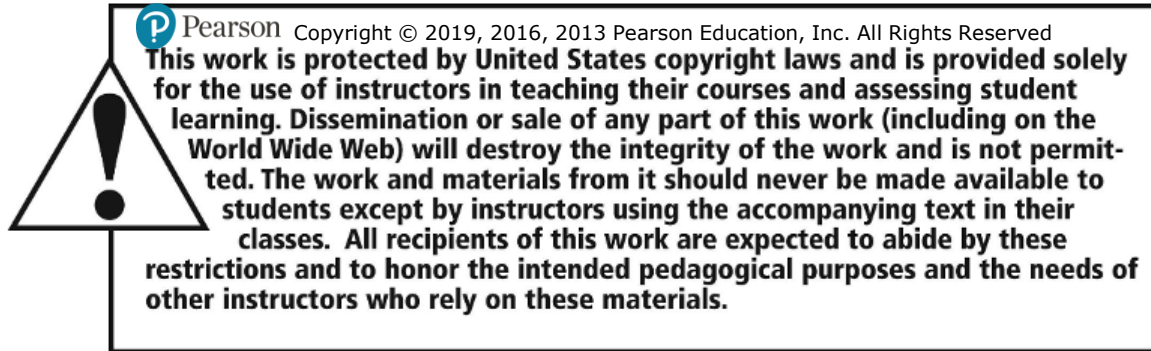 Pearson Copyright © 2019, 2016, 2013 Pearson Education, Inc. All Rights Reserved
This work is protected by United States copyright laws and is provided solely
for the use of instructors in teaching their courses and assessing student
learning. Dissemination or sale of any part of this work (including on the
World Wide Web) will destroy the integrity of the work and is not permit-
ted. The work and materials from it should never be made available to
students except by instructors using the accompanying text in their
classes. All recipients of this work are expected to abide by these
restrictions and to honor the intended pedagogical purposes and the needs of
other instructors who rely on these materials.